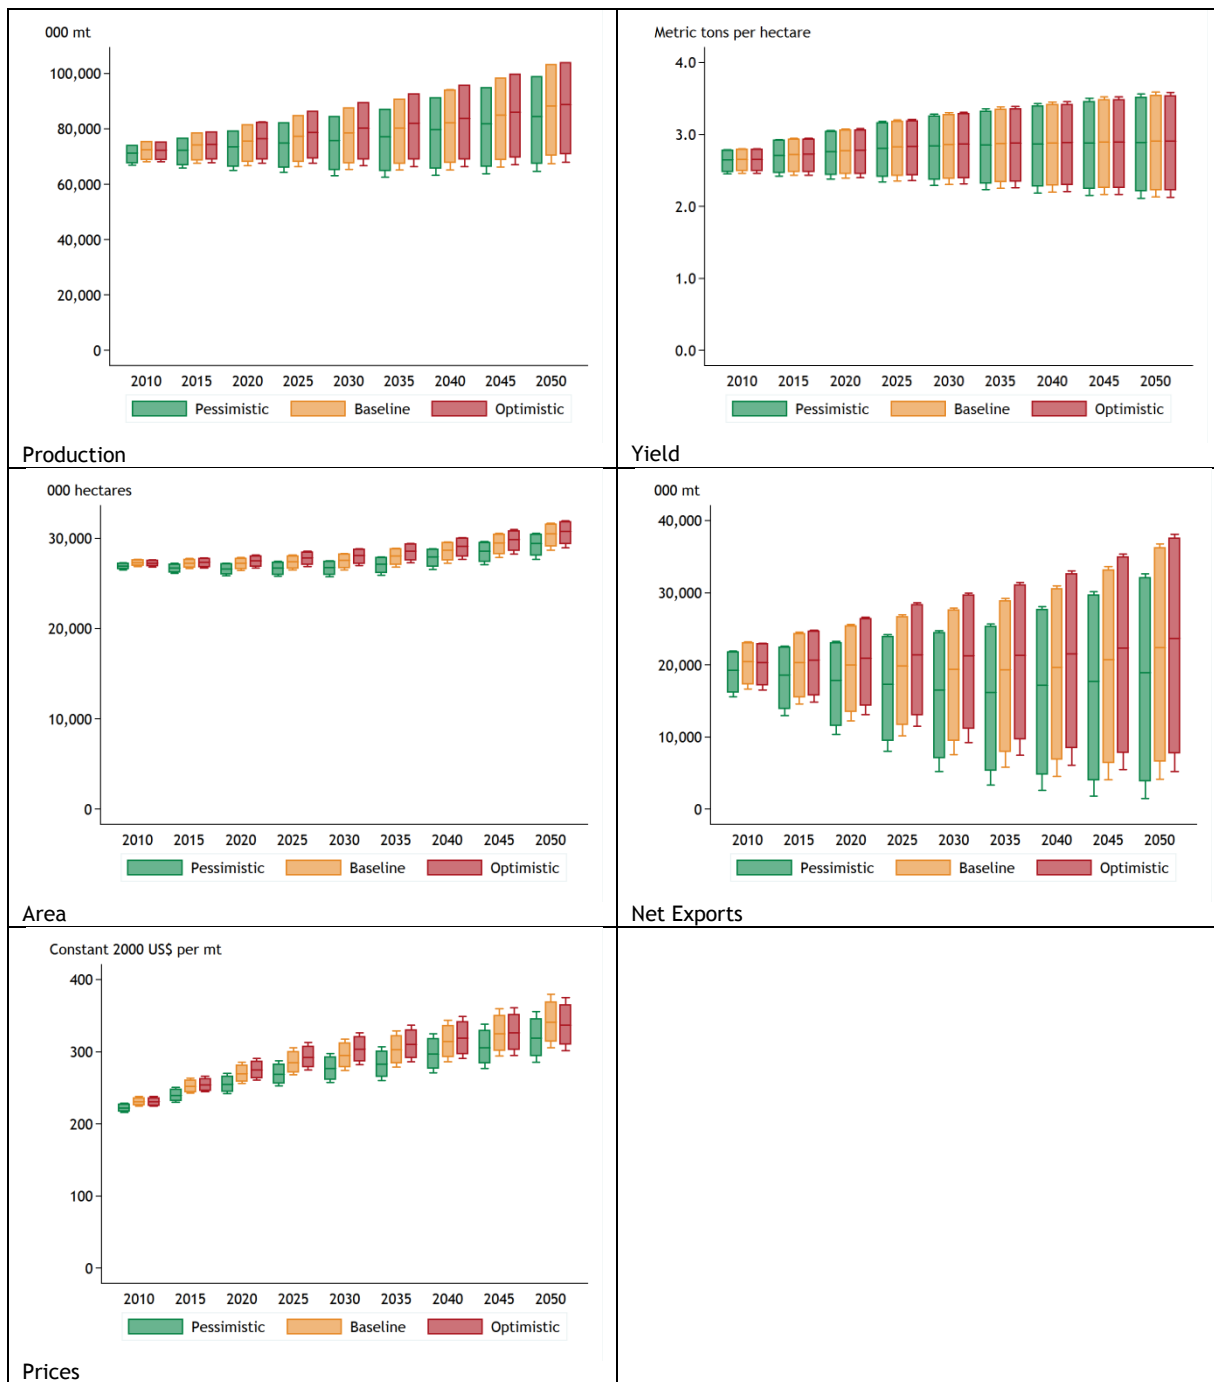 000 mt
100,000
80,000
60,000
40,000
20,000
0
2010 2015 2020 2025 2030 2035 2040 2045 2050
Pessimistic Baseline Optimistic
Production
Metric tons per hectare
4.0
3.0
2.0
1.0
0.0
2010 2015 2020 2025 2030 2035 2040 2045 2050
Pessimistic Baseline Optimistic
Yield
000 hectares
30,000
20,000
10,000
0
2010 2015 2020 2025 2030 2035 2040 2045 2050
Pessimistic Baseline Optimistic
Area
000 mt
40,000
30,000
20,000
10,000
0
2010 2015 2020 2025 2030 2035 2040 2045 2050
Pessimistic Baseline Optimistic
Net Exports
Constant 2000 US$ per mt
400
300
200
100
0
2010 2015 2020 2025 2030 2035 2040 2045 2050
Pessimistic Baseline Optimistic
Prices